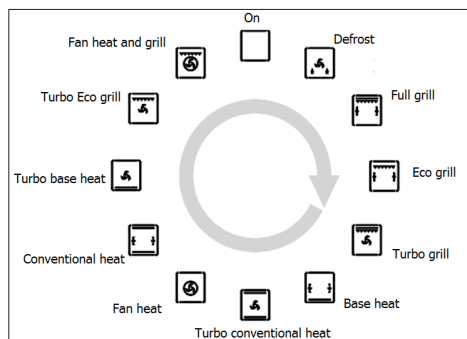 On
Fan heat and grill
Defrost
Turbo Eco grill
Full grill
Turbo base heat
Eco grill
Conventional heat
Turbo grill
Fan heat
Base heat
Turbo conventional heat